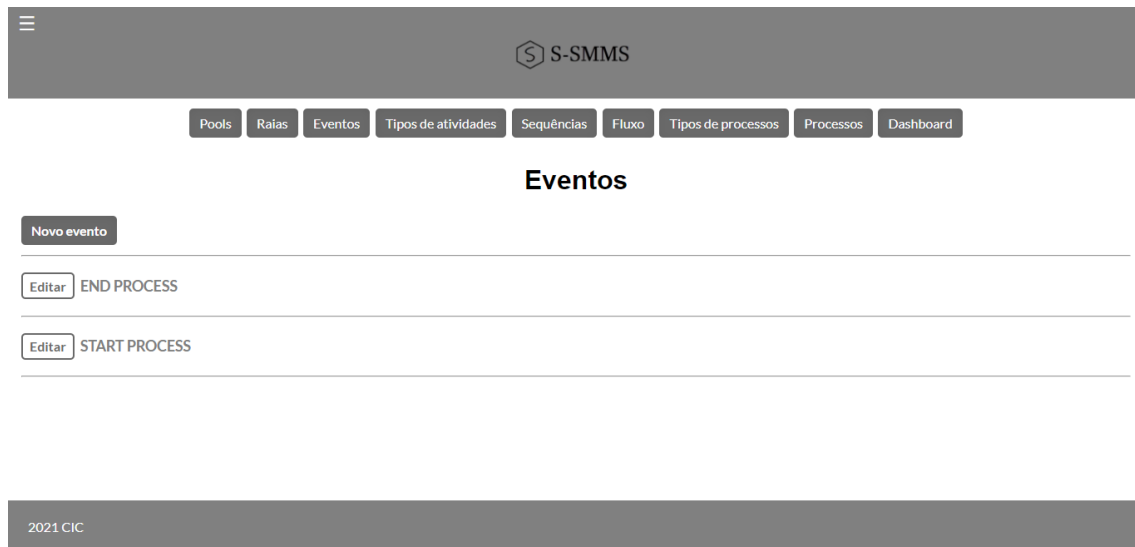 S S-SMMS
Pools Raias Eventos Tipos de atividades Sequências Fluxo Tipos de processos Processos Dashboard
Eventos
Novo evento
Editar END PROCESS
Editar START PROCESS
2021 CIC